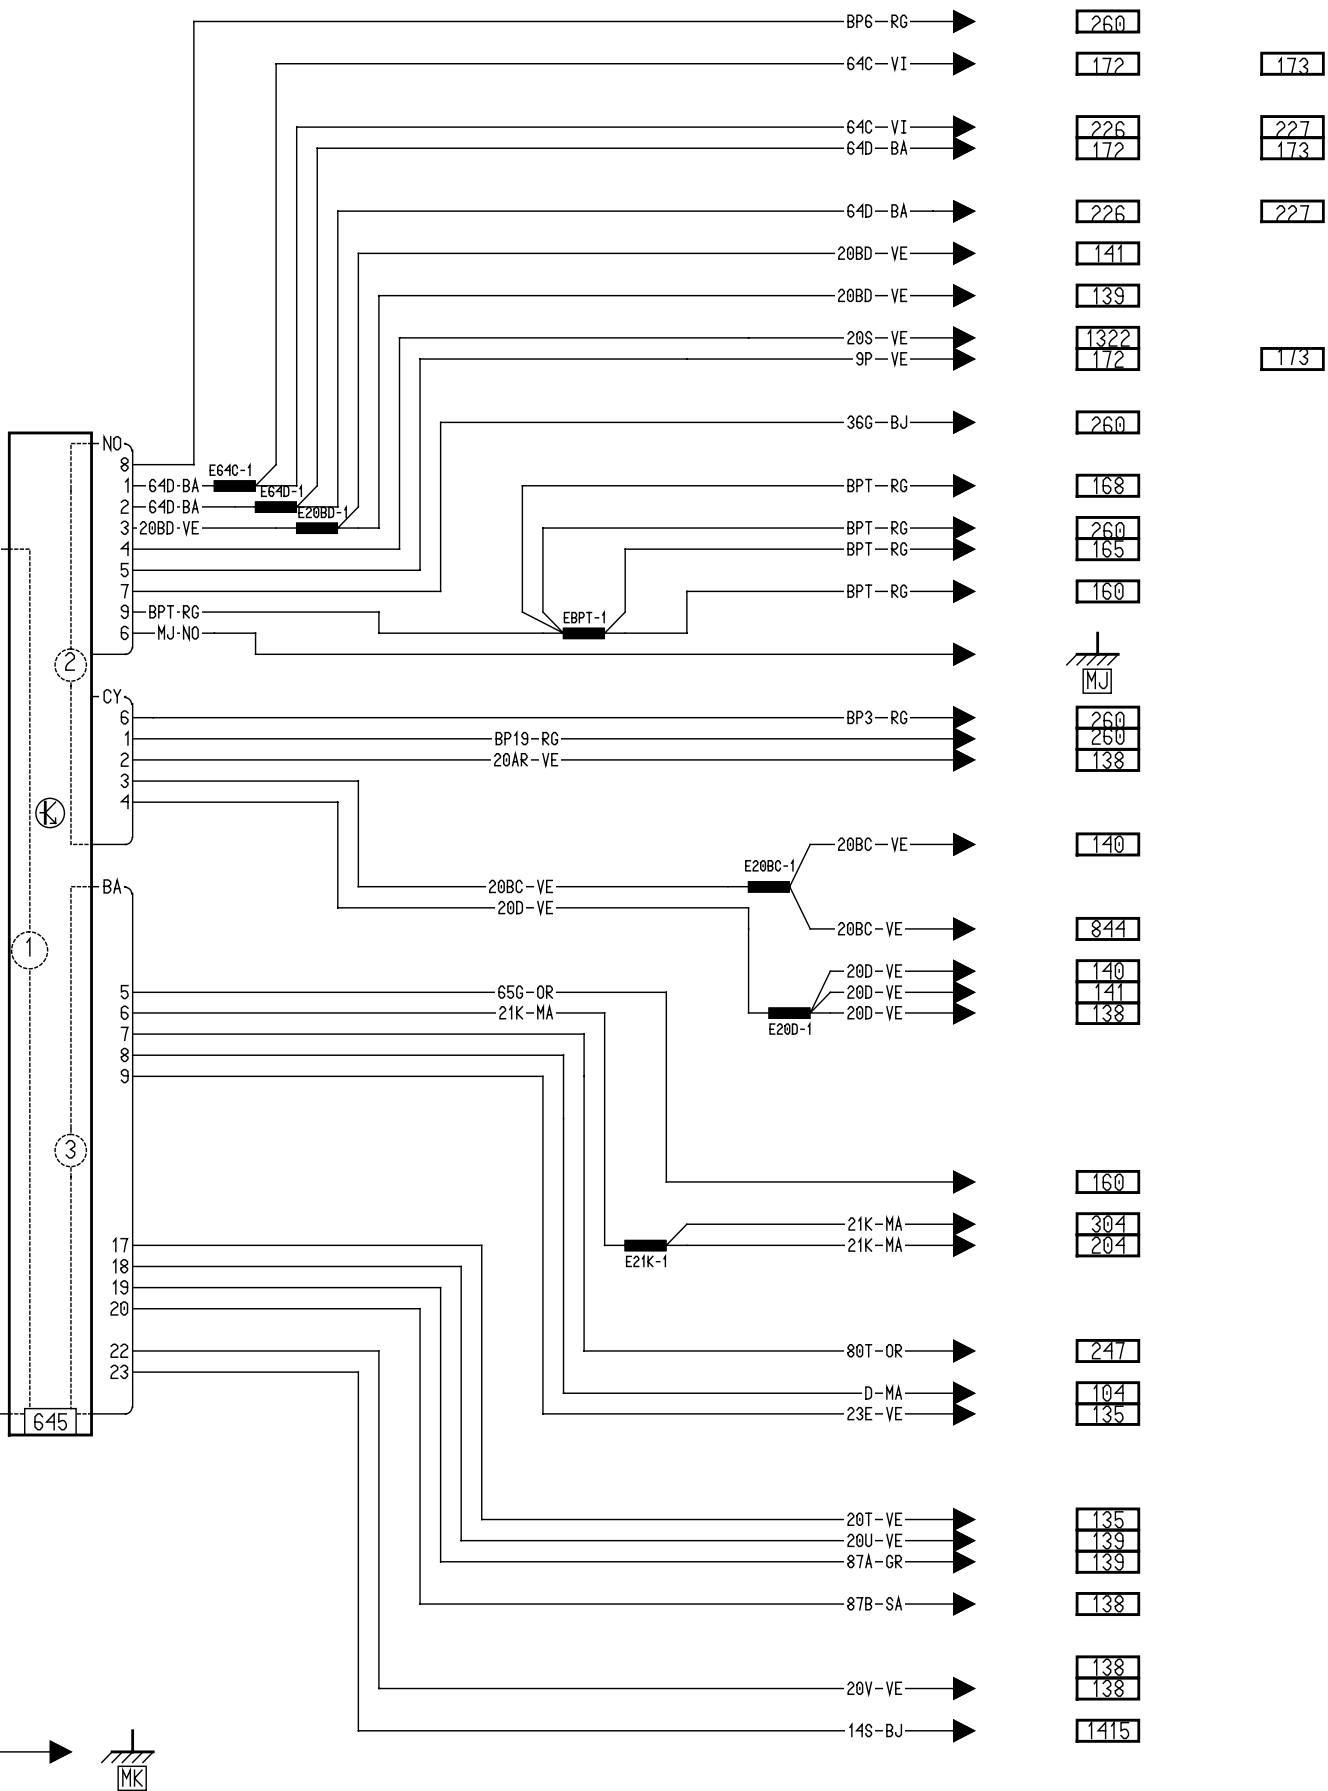 BP6-RG 260
64C-VI 172 173
64C-VI 226 227
64D-BA 172 173
64D-BA 226 227
20BD-VE 141
20BD-VE 139
20S-VE 1322
9P-VE 172 173
36G-BJ 260
NO
8 E64C-1
1 64D-BA E64D-1 BPT-RG 168
2 64D-BA E20BD-1
3 20BD-VE BPT-RG 260
4 BPT-RG 165
5
7 BPT-RG 160
9 BPT-RG EBPT-1
6 MJ-NO
2
MJ
CY
6 BP3-RG 260
1 BP19-RG 260
2 20AR-VE 138
3
4
20BC-VE 140
E20BC-1
BA 20BC-VE
20D-VE
20BC-VE 844
1
20D-VE 140
5 65G-OR 20D-VE 141
6 21K-MA 20D-VE 138
7 E20D-1
8
9
3
160
21K-MA 304
17 21K-MA 204
18 E21K-1
19
20
22 80T-OR 247
23
D-MA 104
645 23E-VE 135
20T-VE 135
20U-VE 139
87A-GR 139
87B-SA 138
138
20V-VE 138
14S-BJ 1415
MK